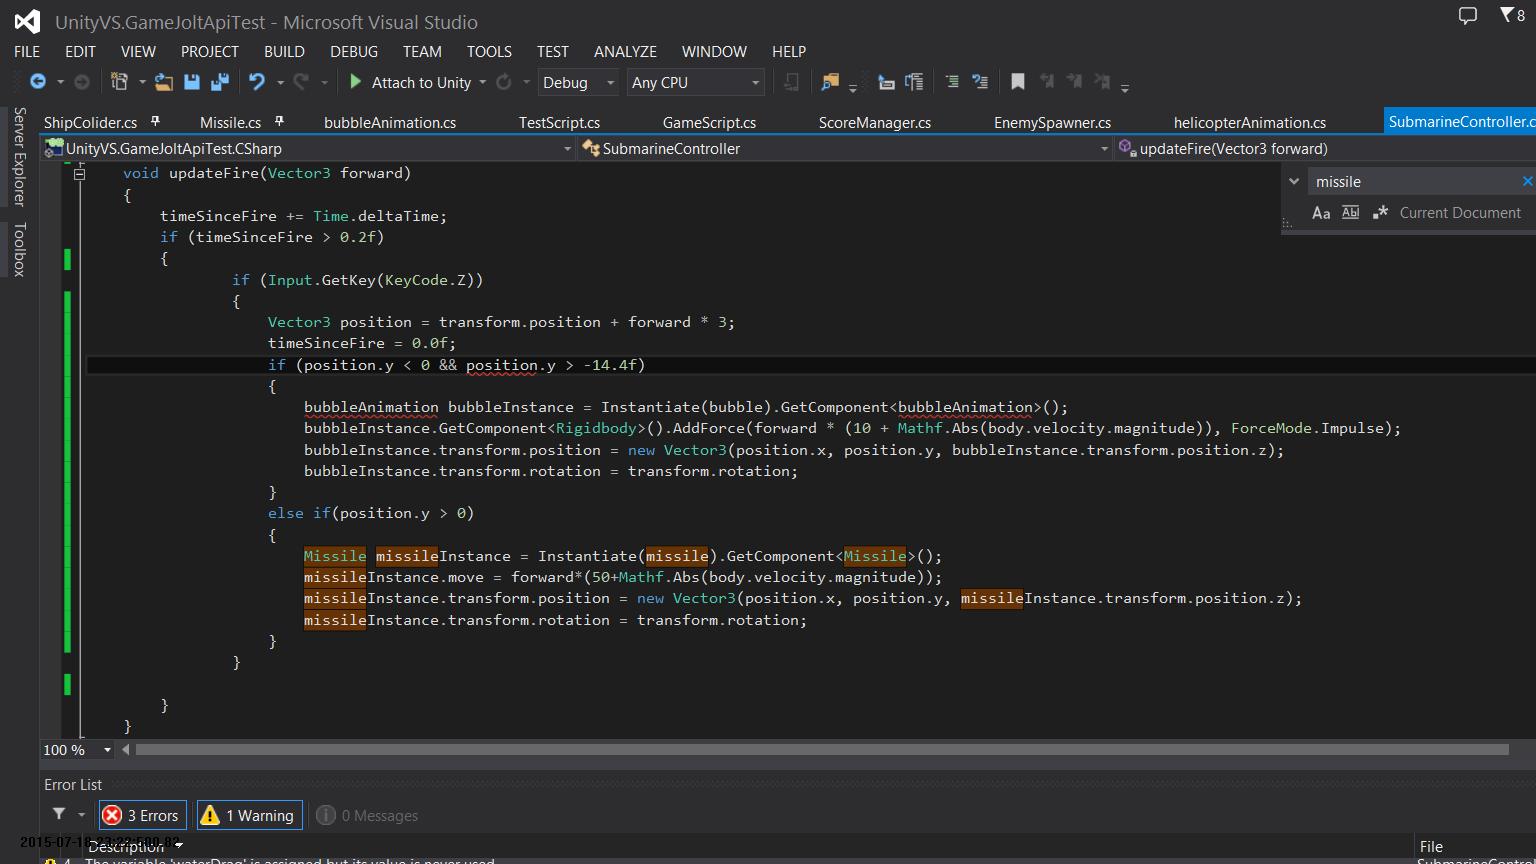 UnityVS.GameJoltApiTest - Microsoft Visual Studio
8
FILE EDIT VIEW PROJECT BUILD DEBUG TEAM TOOLS TEST ANALYZE WINDOW HELP
Attach to Unity Debug Any CPU
Server Explorer
Toolbox
ShipColider.cs Missile.cs bubbleAnimation.cs TestScript.cs GameScript.cs ScoreManager.cs EnemySpawner.cs helicopterAnimation.cs SubmarineController.c
UnityVS.GameJoltApiTest.CSharp SubmarineController updateFire(Vector3 forward)
missile
Aa Abl .* Current Document
void updateFire(Vector3 forward)
{
timeSinceFire += Time.deltaTime;
if (timeSinceFire > 0.2f)
{
if (Input.GetKey(KeyCode.Z))
{
Vector3 position = transform.position + forward * 3;
timeSinceFire = 0.0f;
if (position.y < 0 && position.y > -14.4f)
{
bubbleAnimation bubbleInstance = Instantiate(bubble).GetComponent<bubbleAnimation>();
bubbleInstance.GetComponent<Rigidbody>().AddForce(forward * (10 + Mathf.Abs(body.velocity.magnitude)), ForceMode.Impulse);
bubbleInstance.transform.position = new Vector3(position.x, position.y, bubbleInstance.transform.position.z);
bubbleInstance.transform.rotation = transform.rotation;
}
else if(position.y > 0)
{
Missile missileInstance = Instantiate(missile).GetComponent<Missile>();
missileInstance.move = forward*(50+Mathf.Abs(body.velocity.magnitude));
missileInstance.transform.position = new Vector3(position.x, position.y, missileInstance.transform.position.z);
missileInstance.transform.rotation = transform.rotation;
}
}
}
}
100 %
Error List
3 Errors 1 Warning 0 Messages
Description File
4 The variable 'waterDrag' is assigned but its value is never used